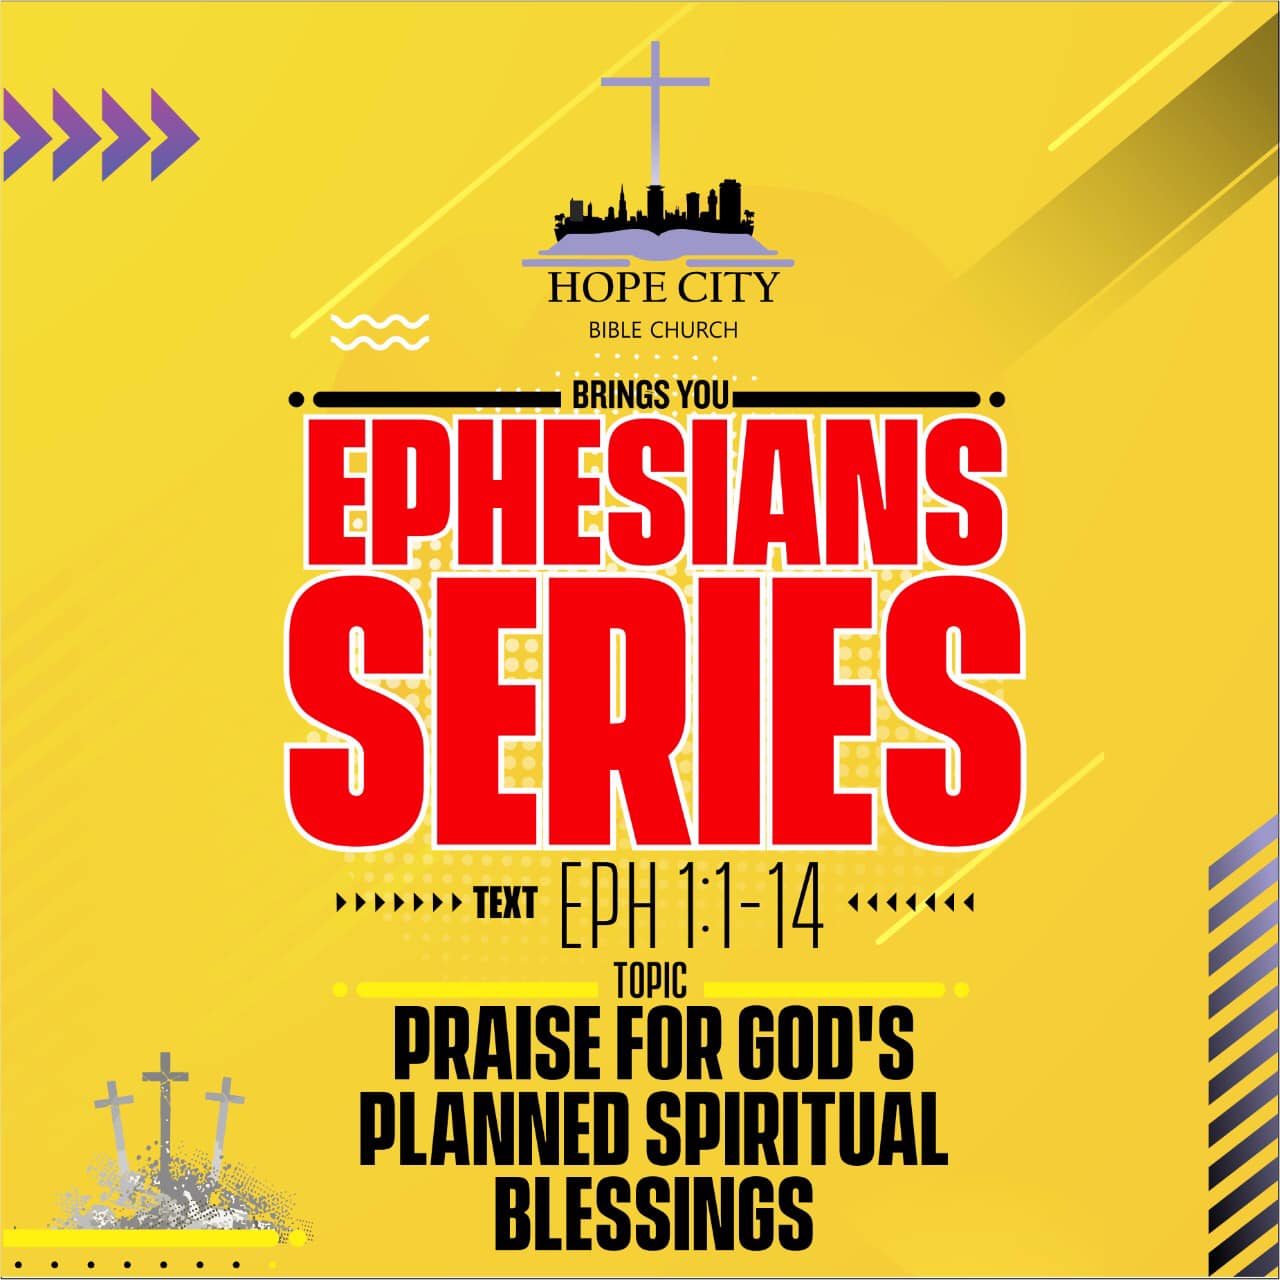 HOPE CITY
BIBLE CHURCH
BRINGS YOU
EPHESIANS
SERIES
TEXT EPH 1:1-14
TOPIC
PRAISE FOR GOD'S
PLANNED SPIRITUAL
BLESSINGS